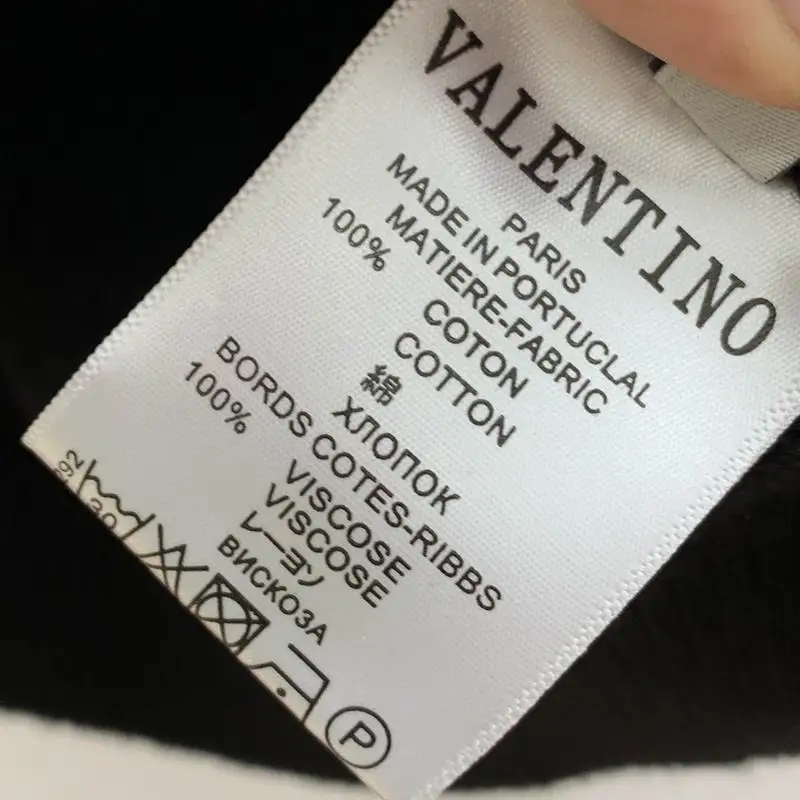 VALENTINO
PARIS
MADE IN PORTUCLAL
MATIERE-FABRIC
100%
COTON
COTTON
綿
ХЛОПОК
BORDS COTES-RIBBS
100%
VISCOSE
VISCOSE
レーヨン
ВИСКОЗА
30
P